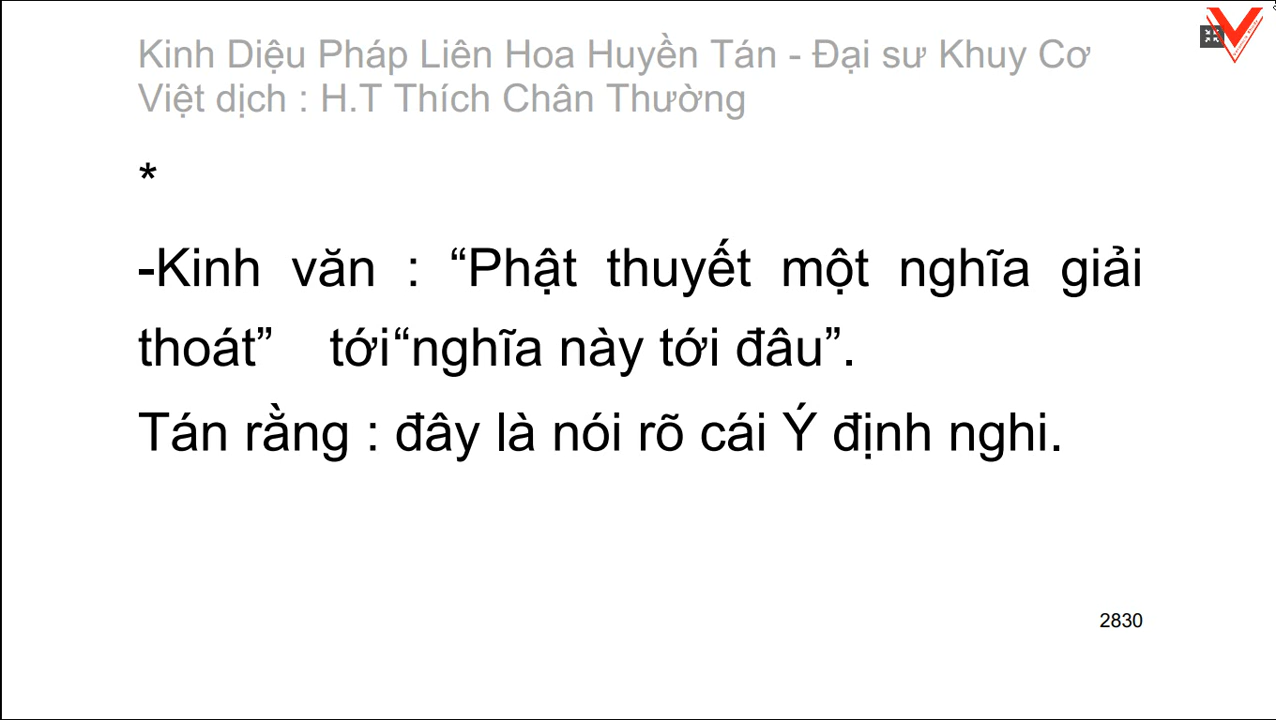 Kinh Diệu Pháp Liên Hoa Huyền Tán - Đại sư Khuy Cơ
Việt dịch : H.T Thích Chân Thường
*
-Kinh văn : “Phật thuyết một nghĩa giải
thoát” tới“nghĩa này tới đâu”.
Tán rằng : đây là nói rõ cái Ý định nghi.
2830